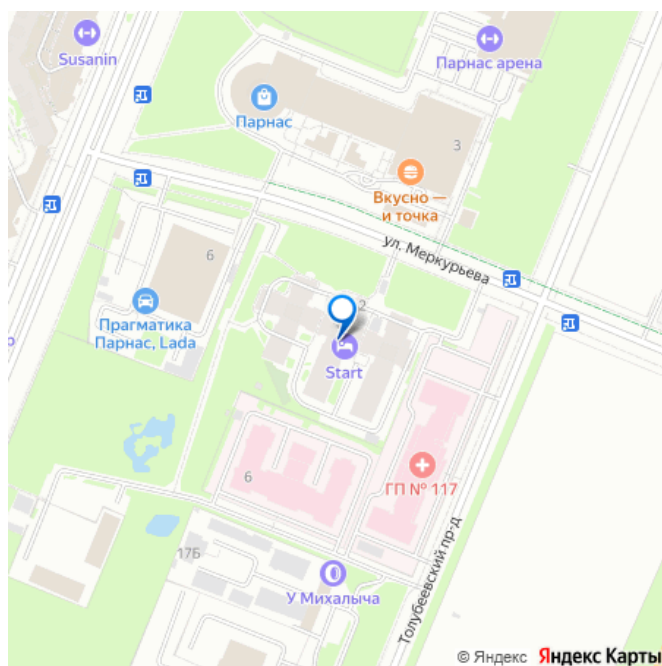 Susanin
Парнас арена
Парнас
3
Вкусно —
и точка
ул. Меркурьева
6
2
Прагматика
Парнас, Lada
Start
ГП № 117
6
17Б
У Михалыча
Толубеевский пр-д
© Яндекс Яндекс Карты